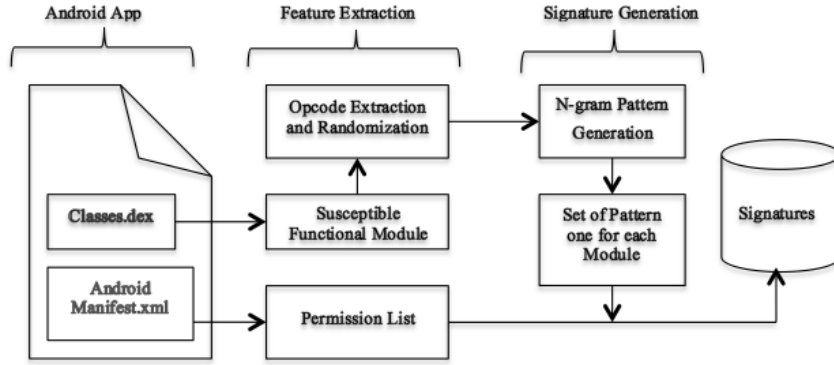 Android App
Feature Extraction
Signature Generation
Opcode Extraction
and Randomization
N-gram Pattern
Generation
Classes.dex
Susceptible
Functional Module
Set of Pattern
one for each
Module
Signatures
Android
Manifest.xml
Permission List